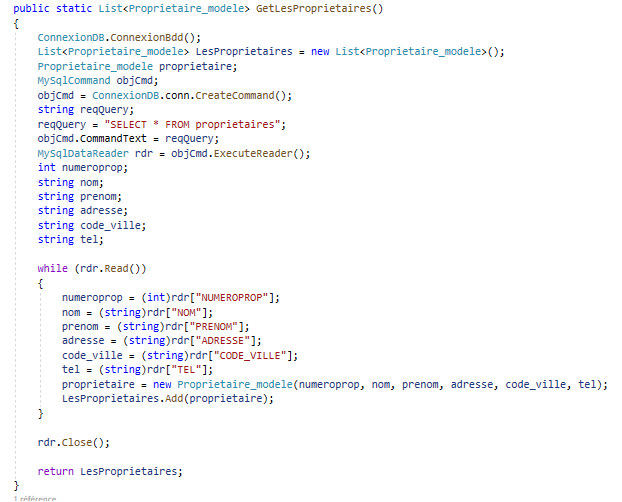 public static List<Proprietaire_modele> GetLesProprietaires()
{
ConnexionDB.ConnexionBdd();
List<Proprietaire_modele> LesProprietaires = new List<Proprietaire_modele>();
Proprietaire_modele proprietaire;
MySqlCommand objCmd;
objCmd = ConnexionDB.conn.CreateCommand();
string reqQuery;
reqQuery = "SELECT * FROM proprietaires";
objCmd.CommandText = reqQuery;
MySqlDataReader rdr = objCmd.ExecuteReader();
int numeroprop;
string nom;
string prenom;
string adresse;
string code_ville;
string tel;
while (rdr.Read())
{
numeroprop = (int)rdr["NUMEROPROP"];
nom = (string)rdr["NOM"];
prenom = (string)rdr["PRENOM"];
adresse = (string)rdr["ADRESSE"];
code_ville = (string)rdr["CODE_VILLE"];
tel = (string)rdr["TEL"];
proprietaire = new Proprietaire_modele(numeroprop, nom, prenom, adresse, code_ville, tel);
LesProprietaires.Add(proprietaire);
}
rdr.Close();
return LesProprietaires;
}
1 référence